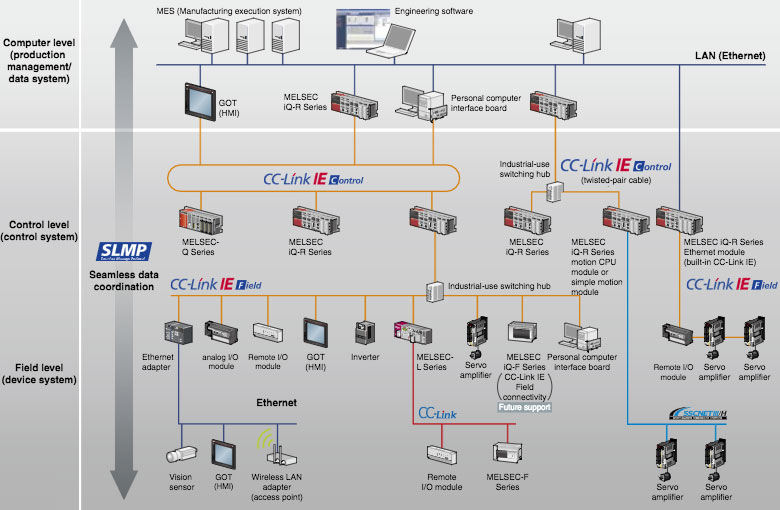 MES (Manufacturing execution system)
Engineering software
Computer level
(production
management/
data system)
LAN (Ethernet)
GOT
(HMI)
MELSEC
iQ-R Series
Personal computer
interface board
Industrial-use
switching hub
CC-Link IE Control
(twisted-pair cable)
CC-Link IE Control
Control level
(control system)
MELSEC-
Q Series
MELSEC
iQ-R Series
MELSEC
iQ-R Series
MELSEC
iQ-R Series
motion CPU
module or
simple motion
module
MELSEC iQ-R Series
Ethernet module
(built-in CC-Link IE)
SLMP
Seamless data
coordination
CC-Link IE Field
Industrial-use switching hub
CC-Link IE Field
Field level
(device system)
Ethernet
adapter
analog I/O
module
Remote I/O
module
GOT
(HMI)
Inverter
MELSEC-
L Series
Servo
amplifier
MELSEC
iQ-F Series
CC-Link IE
Field
connectivity
Future support
Personal computer
interface board
Remote I/O
module
Servo
amplifier
Servo
amplifier
Ethernet
CC-Link
SSCNETIII/H
Vision
sensor
GOT
(HMI)
Wireless LAN
adapter
(access point)
Remote
I/O module
MELSEC-F
Series
Servo
amplifier
Servo
amplifier